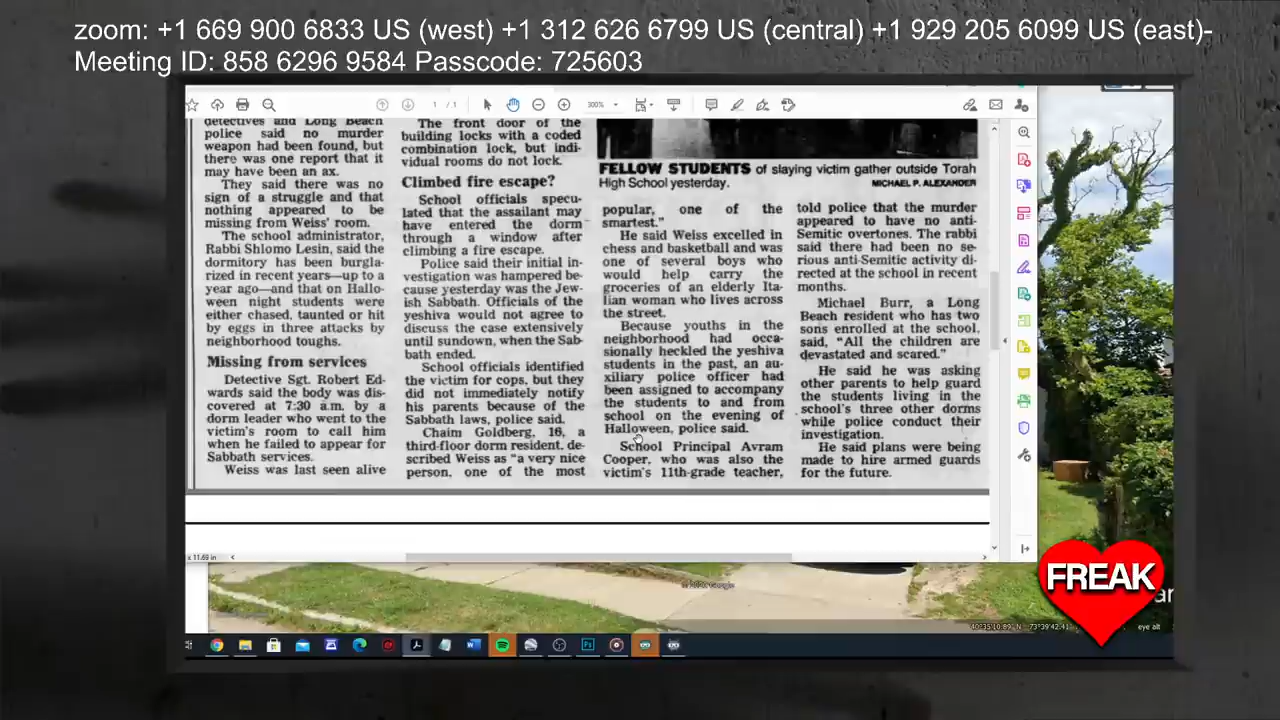 zoom: +1 669 900 6833 US (west) +1 312 626 6799 US (central) +1 929 205 6099 US (east)-
Meeting ID: 858 6296 9584 Passcode: 725603
1 / 1
300%
detectives and Long Beach
police said no murder
weapon had been found, but
there was one report that it
may have been an ax.
They said there was no
sign of a struggle and that
nothing appeared to be
missing from Weiss' room.
The school administrator,
Rabbi Shlomo Lesin, said the
dormitory has been burgla-
rized in recent years—up to a
year ago—and that on Hallo-
ween night students were
either chased, taunted or hit
by eggs in three attacks by
neighborhood toughs.
Missing from services
Detective Sgt. Robert Ed-
wards said the body was dis-
covered at 7:30 a.m. by a
dorm leader who went to the
victim's room to call him
when he failed to appear for
Sabbath services.
Weiss was last seen alive
The front door of the
building locks with a coded
combination lock, but indi-
vidual rooms do not lock.
Climbed fire escape?
School officials specu-
lated that the assailant may
have entered the dorm
through a window after
climbing a fire escape.
Police said their initial in-
vestigation was hampered be-
cause yesterday was the Jew-
ish Sabbath. Officials of the
yeshiva would not agree to
discuss the case extensively
until sundown, when the Sab-
bath ended.
School officials identified
the victim for cops, but they
did not immediately notify
his parents because of the
Sabbath laws, police said.
Chaim Goldberg, 16, a
third-floor dorm resident, de-
scribed Weiss as "a very nice
person, one of the most
FELLOW STUDENTS of slaying victim gather outside Torah
High School yesterday.
MICHAEL P. ALEXANDER
popular, one of the
smartest."
He said Weiss excelled in
chess and basketball and was
one of several boys who
would help carry the
groceries of an elderly Ita-
lian woman who lives across
the street.
Because youths in the
neighborhood had occa-
sionally heckled the yeshiva
students in the past, an au-
xiliary police officer had
been assigned to accompany
the students to and from
school on the evening of
Halloween, police said.
School Principal Avram
Cooper, who was also the
victim's 11th-grade teacher,
told police that the murder
appeared to have no anti-
Semitic overtones. The rabbi
said there had been no se-
rious anti-Semitic activity di-
rected at the school in recent
months.
Michael Burr, a Long
Beach resident who has two
sons enrolled at the school,
said, "All the children are
devastated and scared."
He said he was asking
other parents to help guard
the students living in the
school's three other dorms
while police conduct their
investigation.
He said plans were being
made to hire armed guards
for the future.
x 11.69 in
FREAK
eye alt